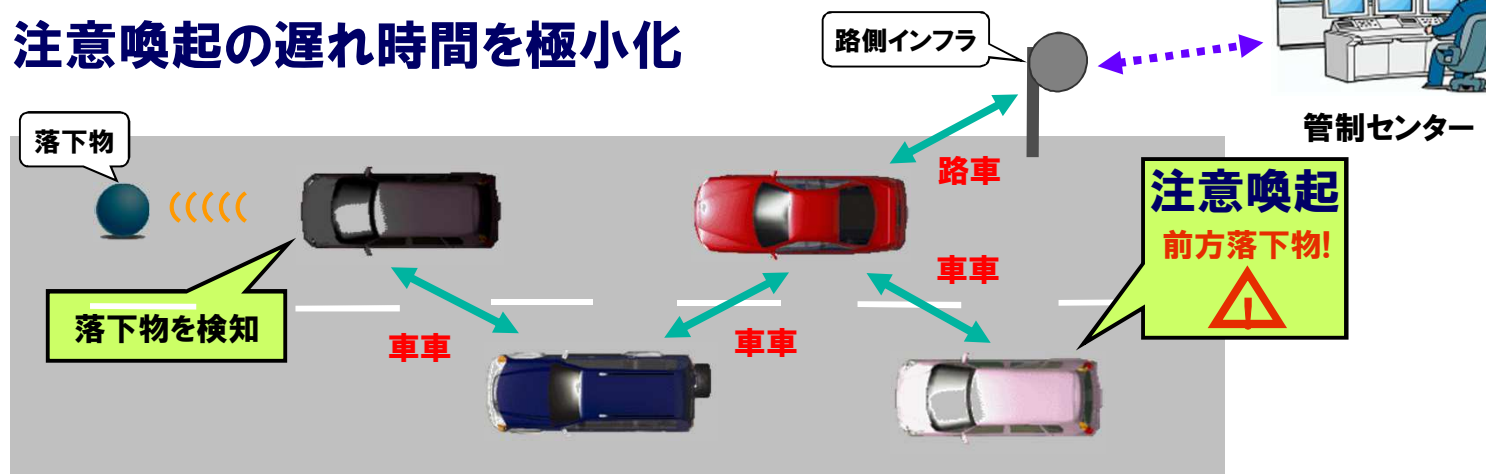 注意喚起の遅れ時間を極小化
路側インフラ
管制センター
落下物
路車
注意喚起
前方落下物!
車車
落下物を検知
車車
車車